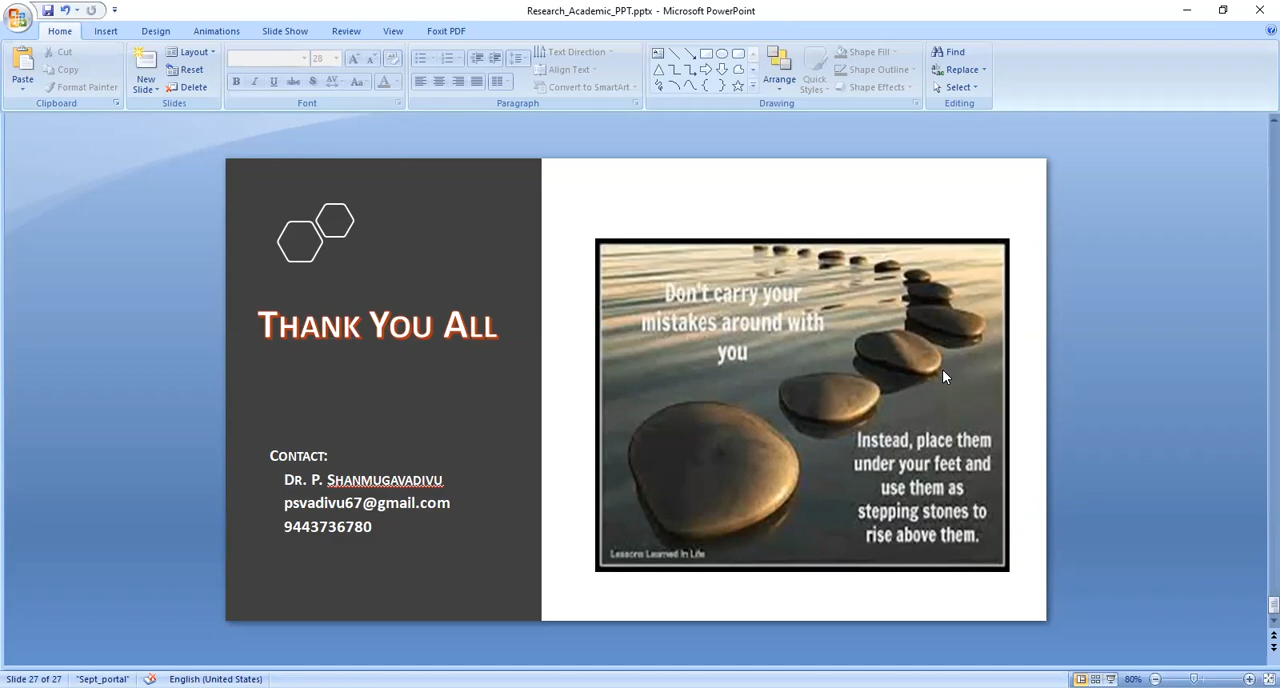 Research_Academic_PPT.pptx - Microsoft PowerPoint
Home Insert Design Slide Show Animations Review View Foxit PDF
Paste
Cut
Copy
Format Painter
Clipboard
New Slide
Layout
Reset
Delete
Slides
28
B I U abc S AV Aa A
Font
Text Direction
Align Text
Convert to SmartArt
Paragraph
Arrange
Quick Styles
Shape Fill
Shape Outline
Shape Effects
Drawing
Find
Replace
Select
Editing
THANK YOU ALL
CONTACT:
DR. P. SHANMUGAVADIVU
psvadivu67@gmail.com
9443736780
Don't carry your
mistakes around with
you
Instead, place them
under your feet and
use them as
stepping stones to
rise above them.
Lessons Learned In Life
Slide 27 of 27 "Sept_portal" English (United States) 80%